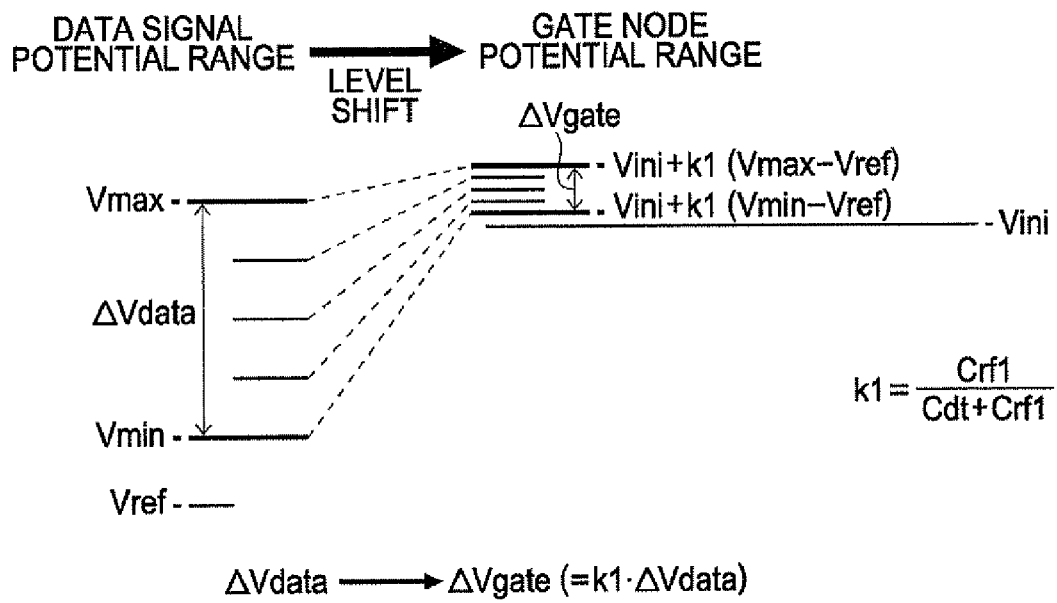 DATA SIGNAL
POTENTIAL RANGE
LEVEL
SHIFT
GATE NODE
POTENTIAL RANGE
ΔVgate
Vini+k1 (Vmax−Vref)
Vini+k1 (Vmin−Vref)
Vini
Vmax
ΔVdata
Vmin
Vref
k1 = Crf1
Cdt+Crf1
ΔVdata → ΔVgate (=k1·ΔVdata)